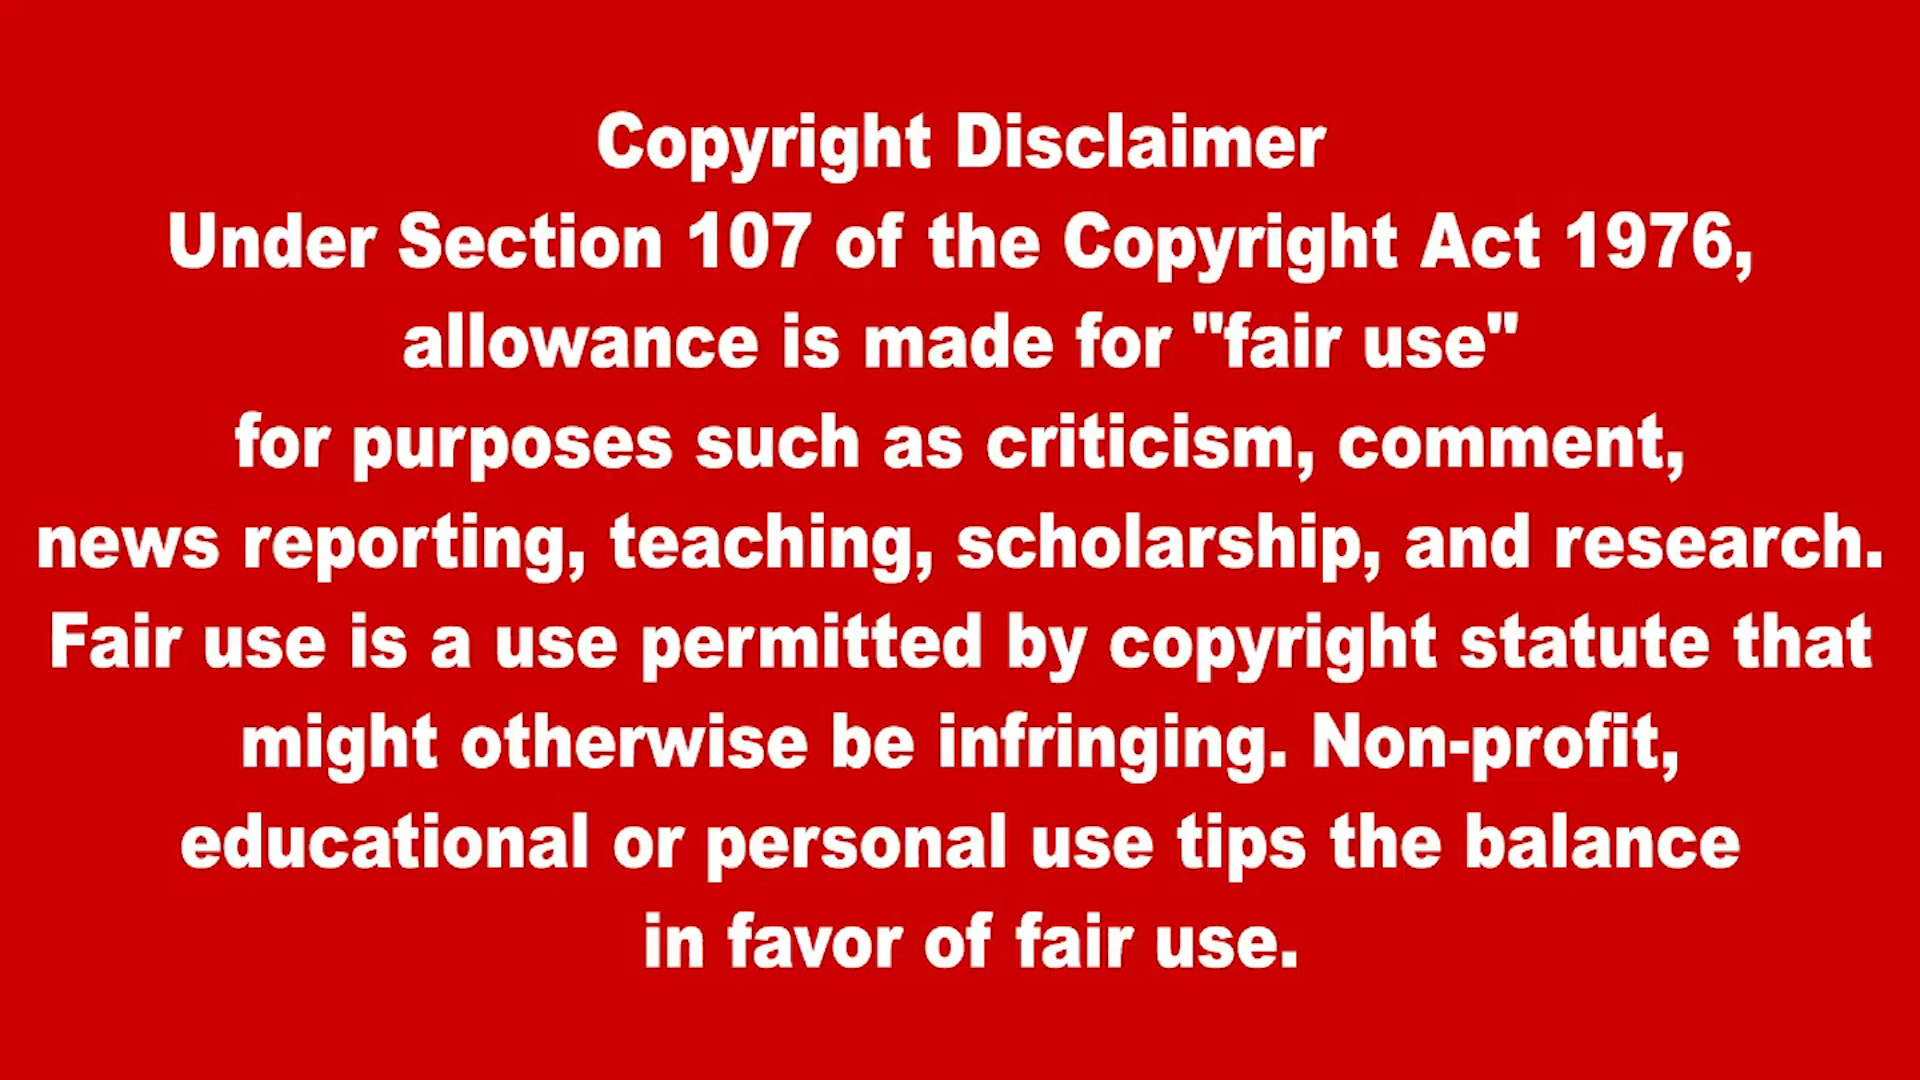 Copyright Disclaimer
Under Section 107 of the Copyright Act 1976,
allowance is made for "fair use"
for purposes such as criticism, comment,
news reporting, teaching, scholarship, and research.
Fair use is a use permitted by copyright statute that
might otherwise be infringing. Non-profit,
educational or personal use tips the balance
in favor of fair use.